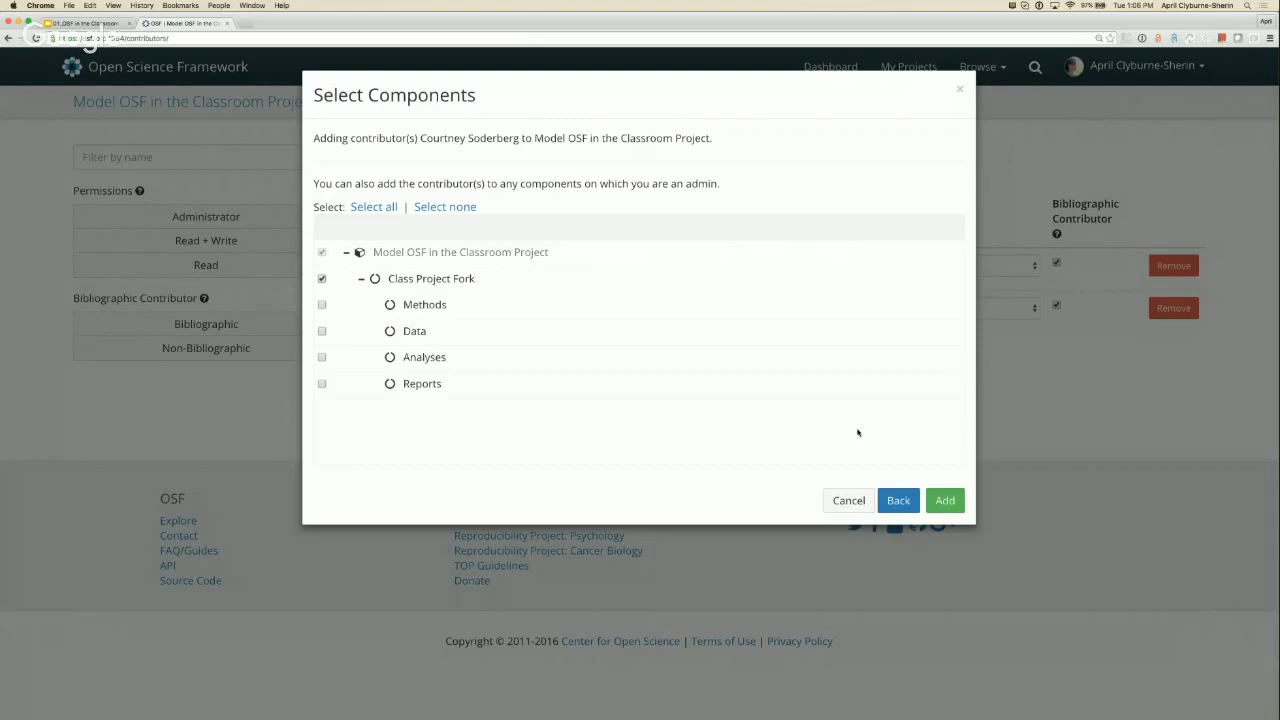 Chrome File Edit View History Bookmarks People Window Help 97% Tue 1:06 PM April Clyburne-Sherin
01_OSF in the Classroom
OSF | Model OSF in the Cl
April
/contributors/
Open Science Framework
Dashboard My Projects Browse April Clyburne-Sherin
Model OSF in the Classroom Proje
Select Components
×
Adding contributor(s) Courtney Soderberg to Model OSF in the Classroom Project.
Filter by name
You can also add the contributor(s) to any components on which you are an admin.
Permissions
Select: Select all | Select none
Bibliographic
Contributor
Administrator
Read + Write
Read
Model OSF in the Classroom Project
Class Project Fork
Methods
Data
Analyses
Reports
Remove
Remove
Bibliographic Contributor
Bibliographic
Non-Bibliographic
Cancel Back Add
OSF
Explore
Contact
FAQ/Guides
API
Source Code
Reproducibility Project: Psychology
Reproducibility Project: Cancer Biology
TOP Guidelines
Donate
Copyright © 2011-2016 Center for Open Science | Terms of Use | Privacy Policy